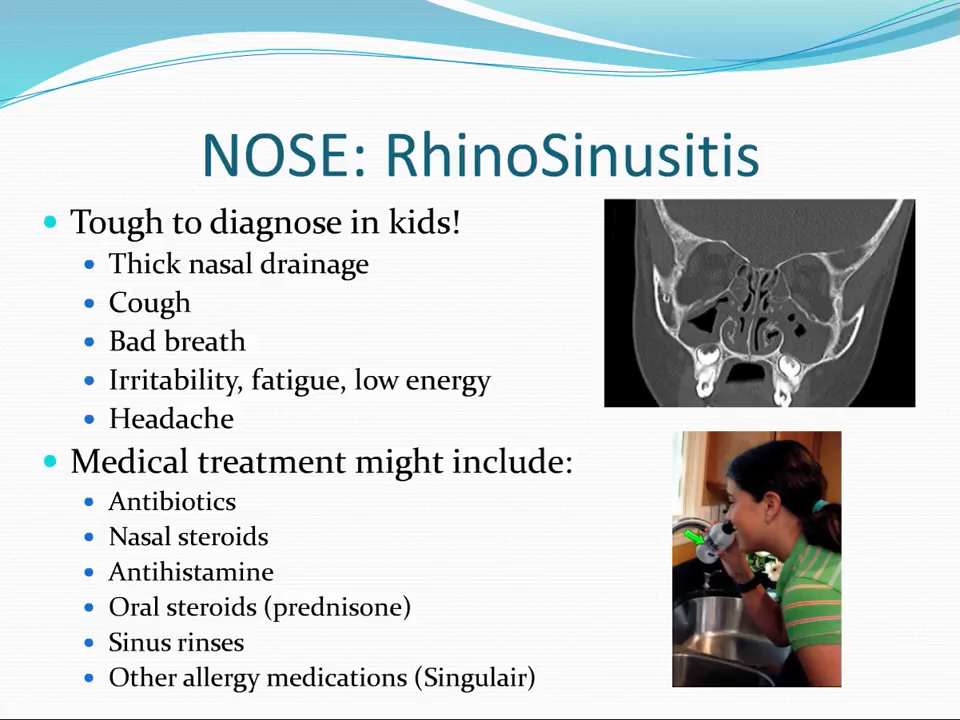 NOSE: RhinoSinusitis
Tough to diagnose in kids!
Thick nasal drainage
Cough
Bad breath
Irritability, fatigue, low energy
Headache
Medical treatment might include:
Antibiotics
Nasal steroids
Antihistamine
Oral steroids (prednisone)
Sinus rinses
Other allergy medications (Singulair)